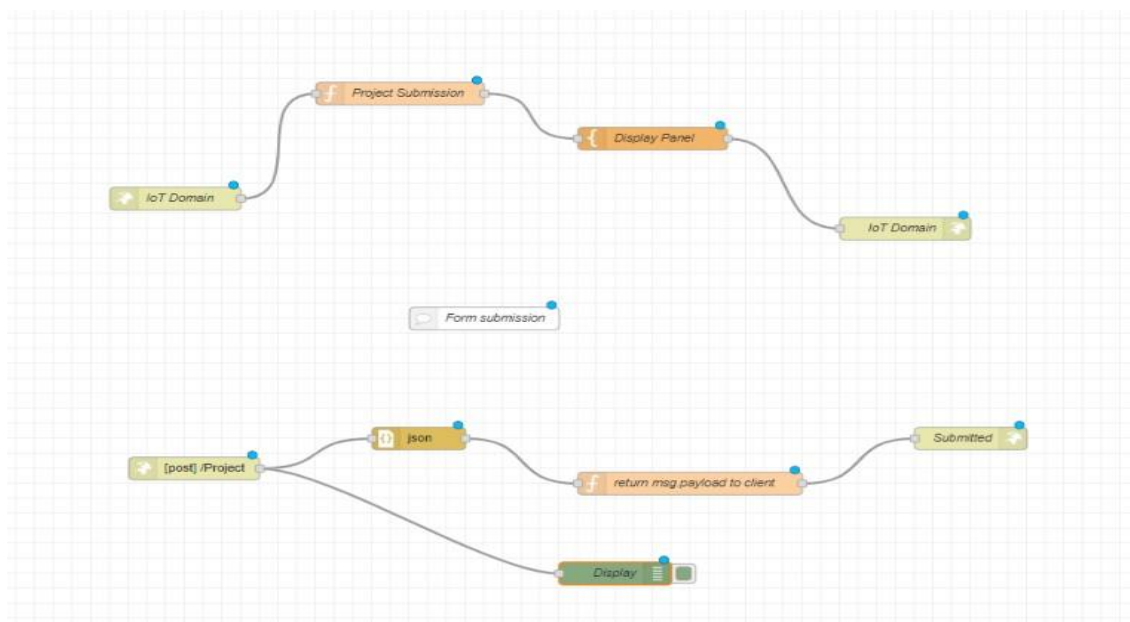 Project Submission
Display Panel
IoT Domain
IoT Domain
Form submission
json
Submitted
[post] /Project
return msg.payload to client
Display